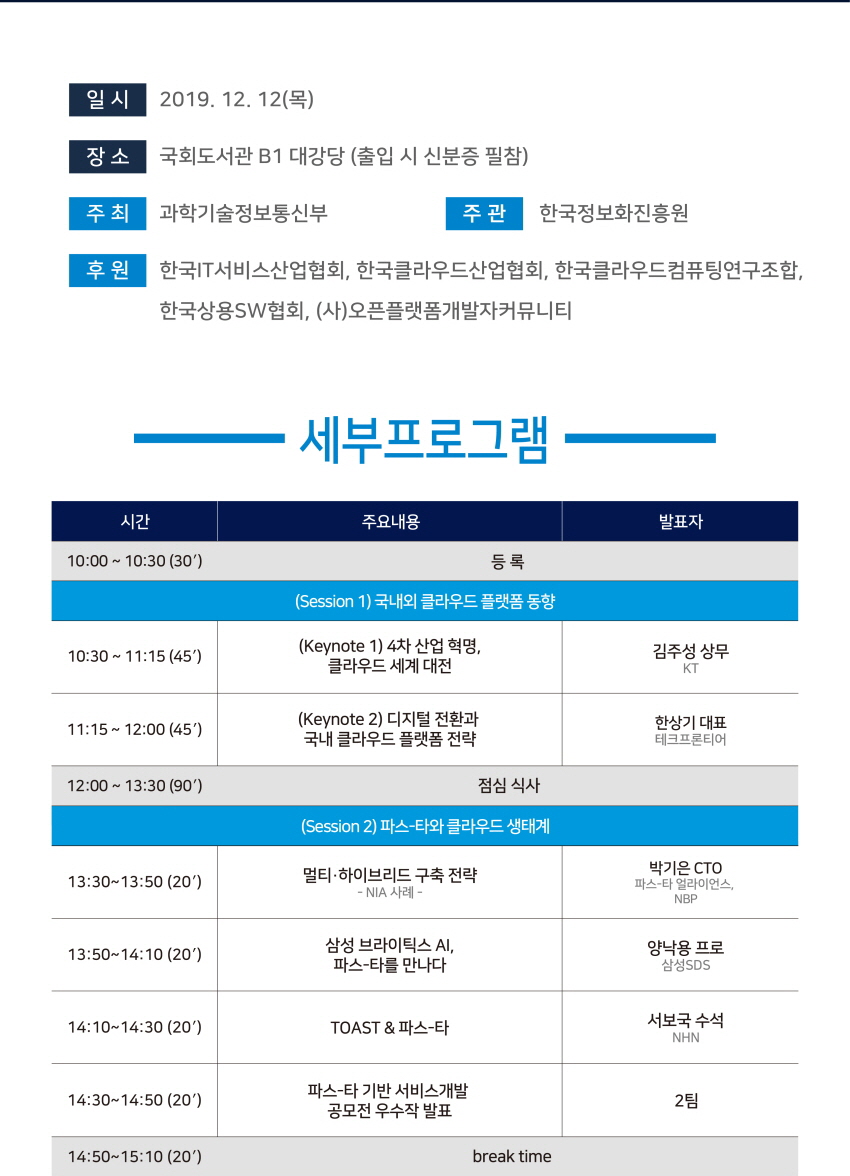 일 시 2019. 12. 12(목)
장 소 국회도서관 B1 대강당 (출입 시 신분증 필참)
주 최 과학기술정보통신부 주 관 한국정보화진흥원
후 원 한국IT서비스산업협회, 한국클라우드산업협회, 한국클라우드컴퓨팅연구조합,
한국상용SW협회, (사)오픈플랫폼개발자커뮤니티
세부프로그램
시간 주요내용 발표자
10:00 ~ 10:30 (30′) 등 록
(Session 1) 국내외 클라우드 플랫폼 동향
10:30 ~ 11:15 (45′)
(Keynote 1) 4차 산업 혁명,
클라우드 세계 대전
김주성 상무
KT
11:15 ~ 12:00 (45′)
(Keynote 2) 디지털 전환과
국내 클라우드 플랫폼 전략
한상기 대표
테크프론티어
12:00 ~ 13:30 (90′) 점심 식사
(Session 2) 파스-타와 클라우드 생태계
13:30~13:50 (20′)
멀티·하이브리드 구축 전략
- NIA 사례 -
박기은 CTO
파스-타 얼라이언스,
NBP
13:50~14:10 (20′)
삼성 브라이틱스 AI,
파스-타를 만나다
양낙용 프로
삼성SDS
14:10~14:30 (20′)
TOAST & 파스-타
서보국 수석
NHN
14:30~14:50 (20′)
파스-타 기반 서비스개발
공모전 우수작 발표
2팀
14:50~15:10 (20′) break time